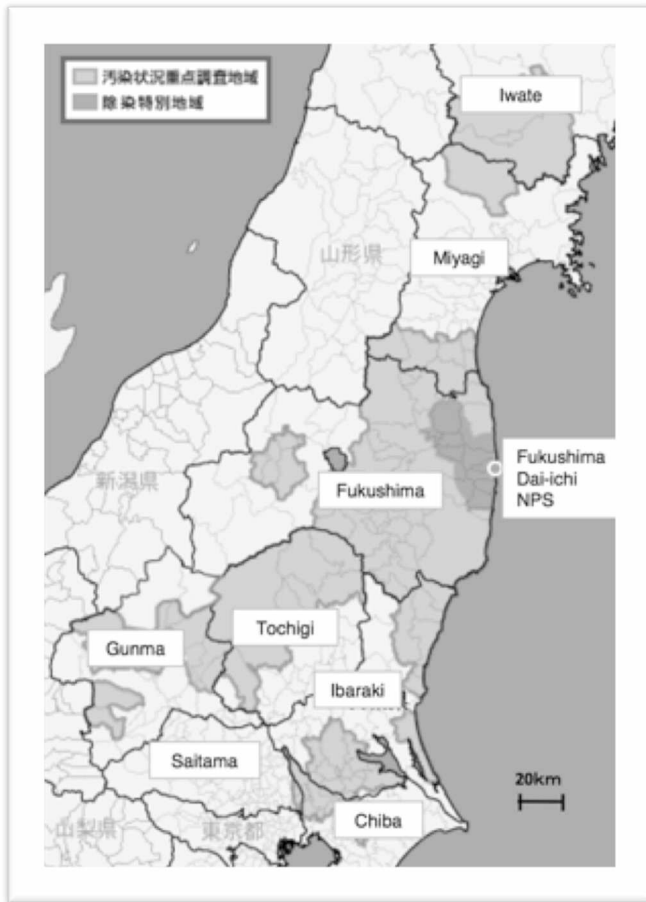 汚染状況重点調査地域
除染特別地域
Iwate
山形県
Miyagi
新潟県
Fukushima
Fukushima
Dai-ichi
NPS
Gunma
Tochigi
Ibaraki
Saitama
20km
山梨県
東京都
Chiba